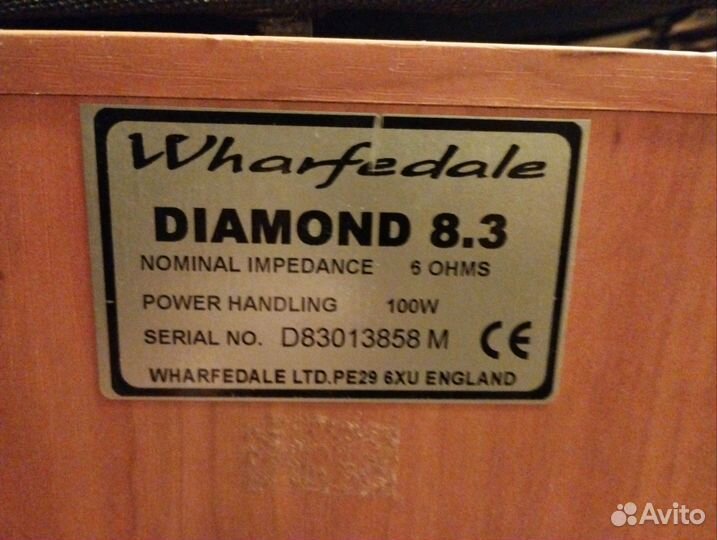 Wharfedale
DIAMOND 8.3
NOMINAL IMPEDANCE 6 OHMS
POWER HANDLING 100W
SERIAL NO. D83013858 M CE
WHARFEDALE LTD.PE29 6XU ENGLAND
Avito